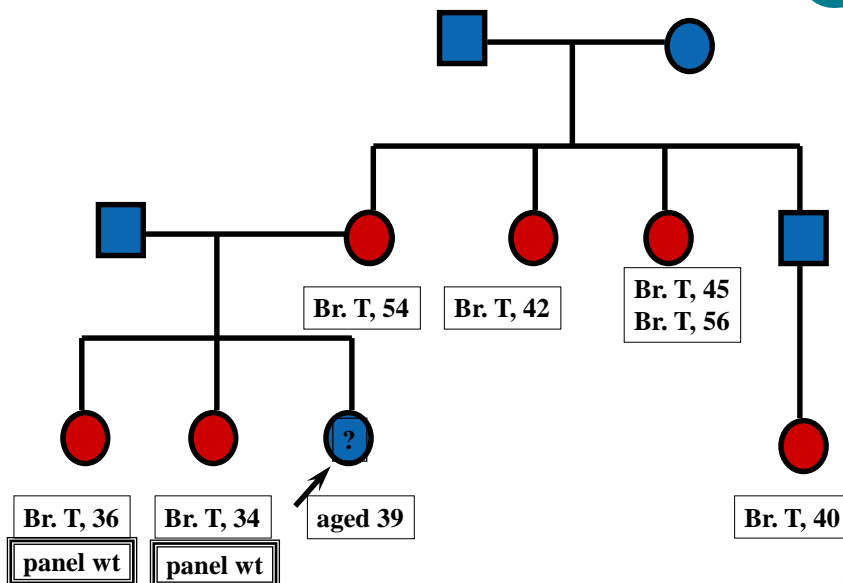 Br. T, 54
Br. T, 42
Br. T, 45
Br. T, 56
?
Br. T, 36
Br. T, 34
aged 39
Br. T, 40
panel wt
panel wt